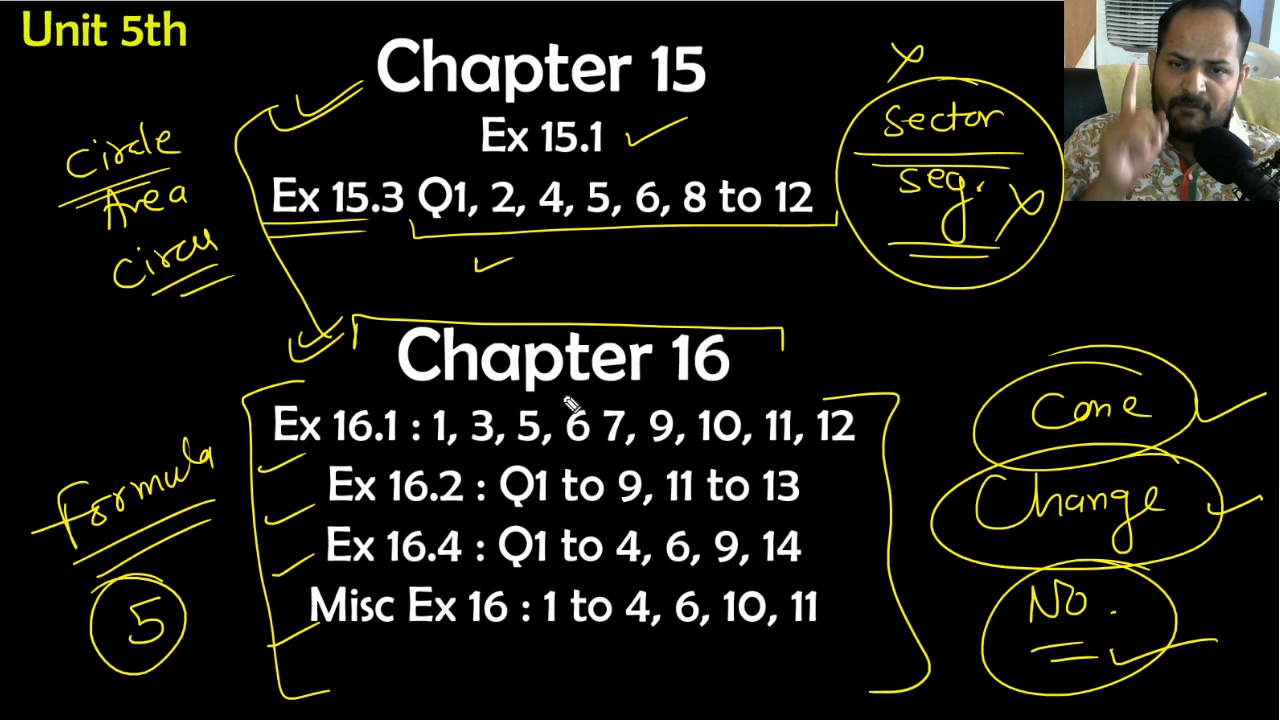 Unit 5th
Chapter 15
Ex 15.1
Ex 15.3 Q1, 2, 4, 5, 6, 8 to 12
Circle
Area
Circu
sector
seg.
Chapter 16
Ex 16.1 : 1, 3, 5, 6 7, 9, 10, 11, 12
Ex 16.2 : Q1 to 9, 11 to 13
Ex 16.4 : Q1 to 4, 6, 9, 14
Misc Ex 16 : 1 to 4, 6, 10, 11
Formula
5
Cone
Change
No.